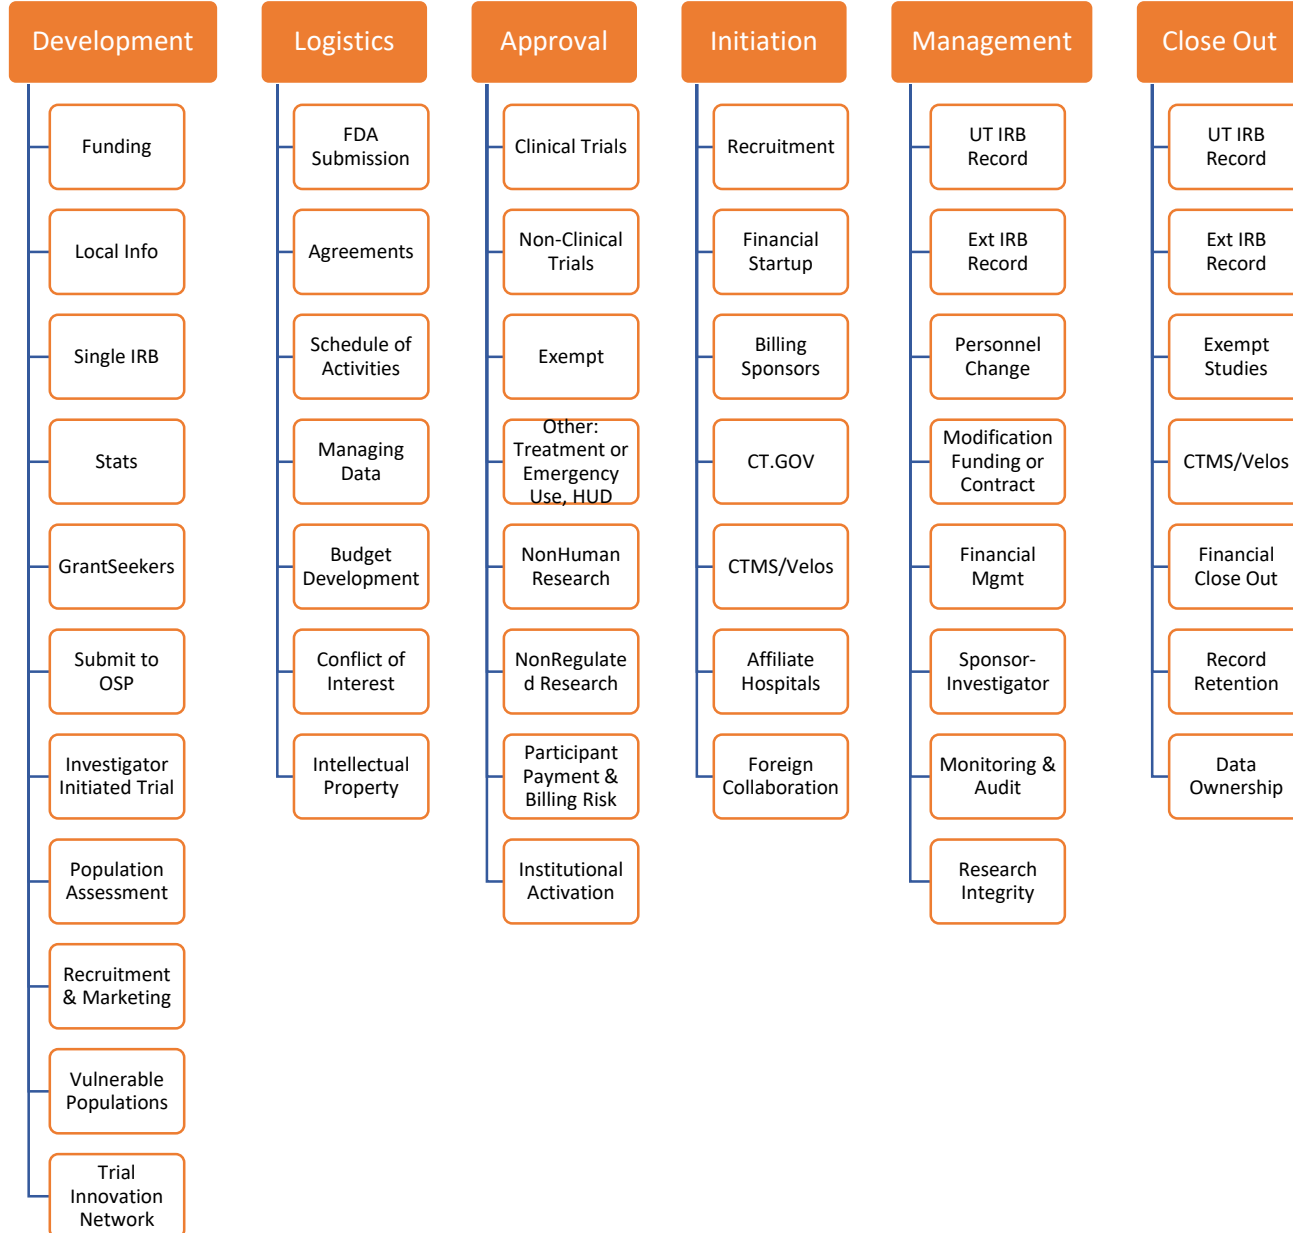 Development
Funding
Local Info
Single IRB
Stats
GrantSeekers
Submit to
OSP
Investigator
Initiated Trial
Population
Assessment
Recruitment
& Marketing
Vulnerable
Populations
Trial
Innovation
Network
Logistics
FDA
Submission
Agreements
Schedule of
Activities
Managing
Data
Budget
Development
Conflict of
Interest
Intellectual
Property
Approval
Clinical Trials
Non-Clinical
Trials
Exempt
Other:
Treatment or
Emergency
Use, HUD
NonHuman
Research
NonRegulate
d Research
Participant
Payment &
Billing Risk
Institutional
Activation
Initiation
Recruitment
Financial
Startup
Billing
Sponsors
CT.GOV
CTMS/Velos
Affiliate
Hospitals
Foreign
Collaboration
Management
UT IRB
Record
Ext IRB
Record
Personnel
Change
Modification
Funding or
Contract
Financial
Mgmt
Sponsor-
Investigator
Monitoring &
Audit
Research
Integrity
Close Out
UT IRB
Record
Ext IRB
Record
Exempt
Studies
CTMS/Velos
Financial
Close Out
Record
Retention
Data
Ownership